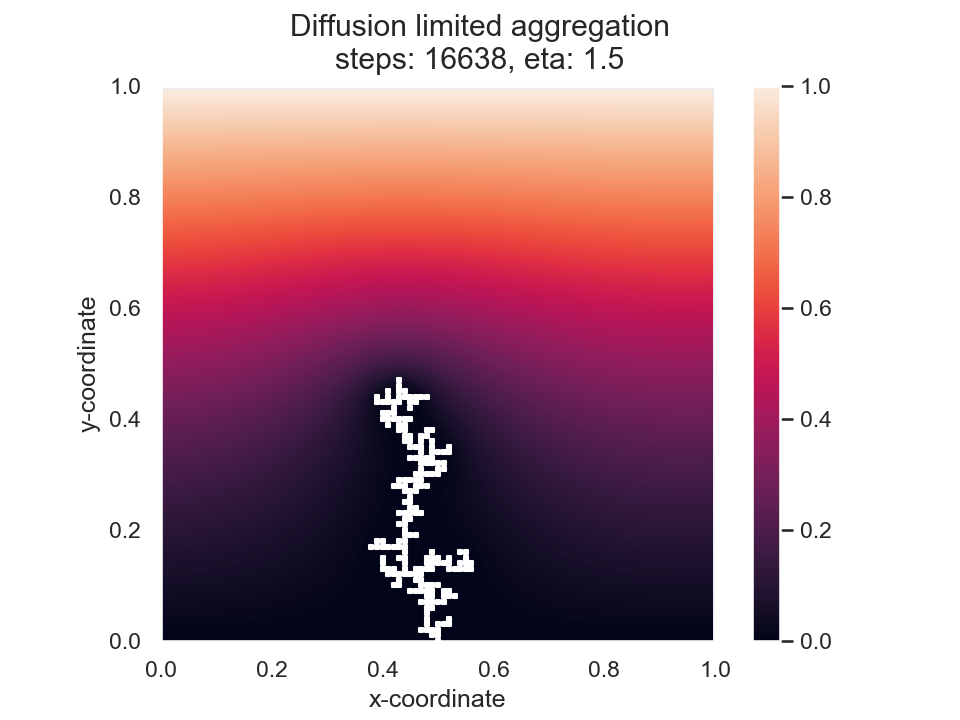 Diffusion limited aggregation
steps: 16638, eta: 1.5
1.0
0.8
0.6
0.4
0.2
0.0
y-coordinate
0.0 0.2 0.4 0.6 0.8 1.0
x-coordinate
1.0
0.8
0.6
0.4
0.2
0.0